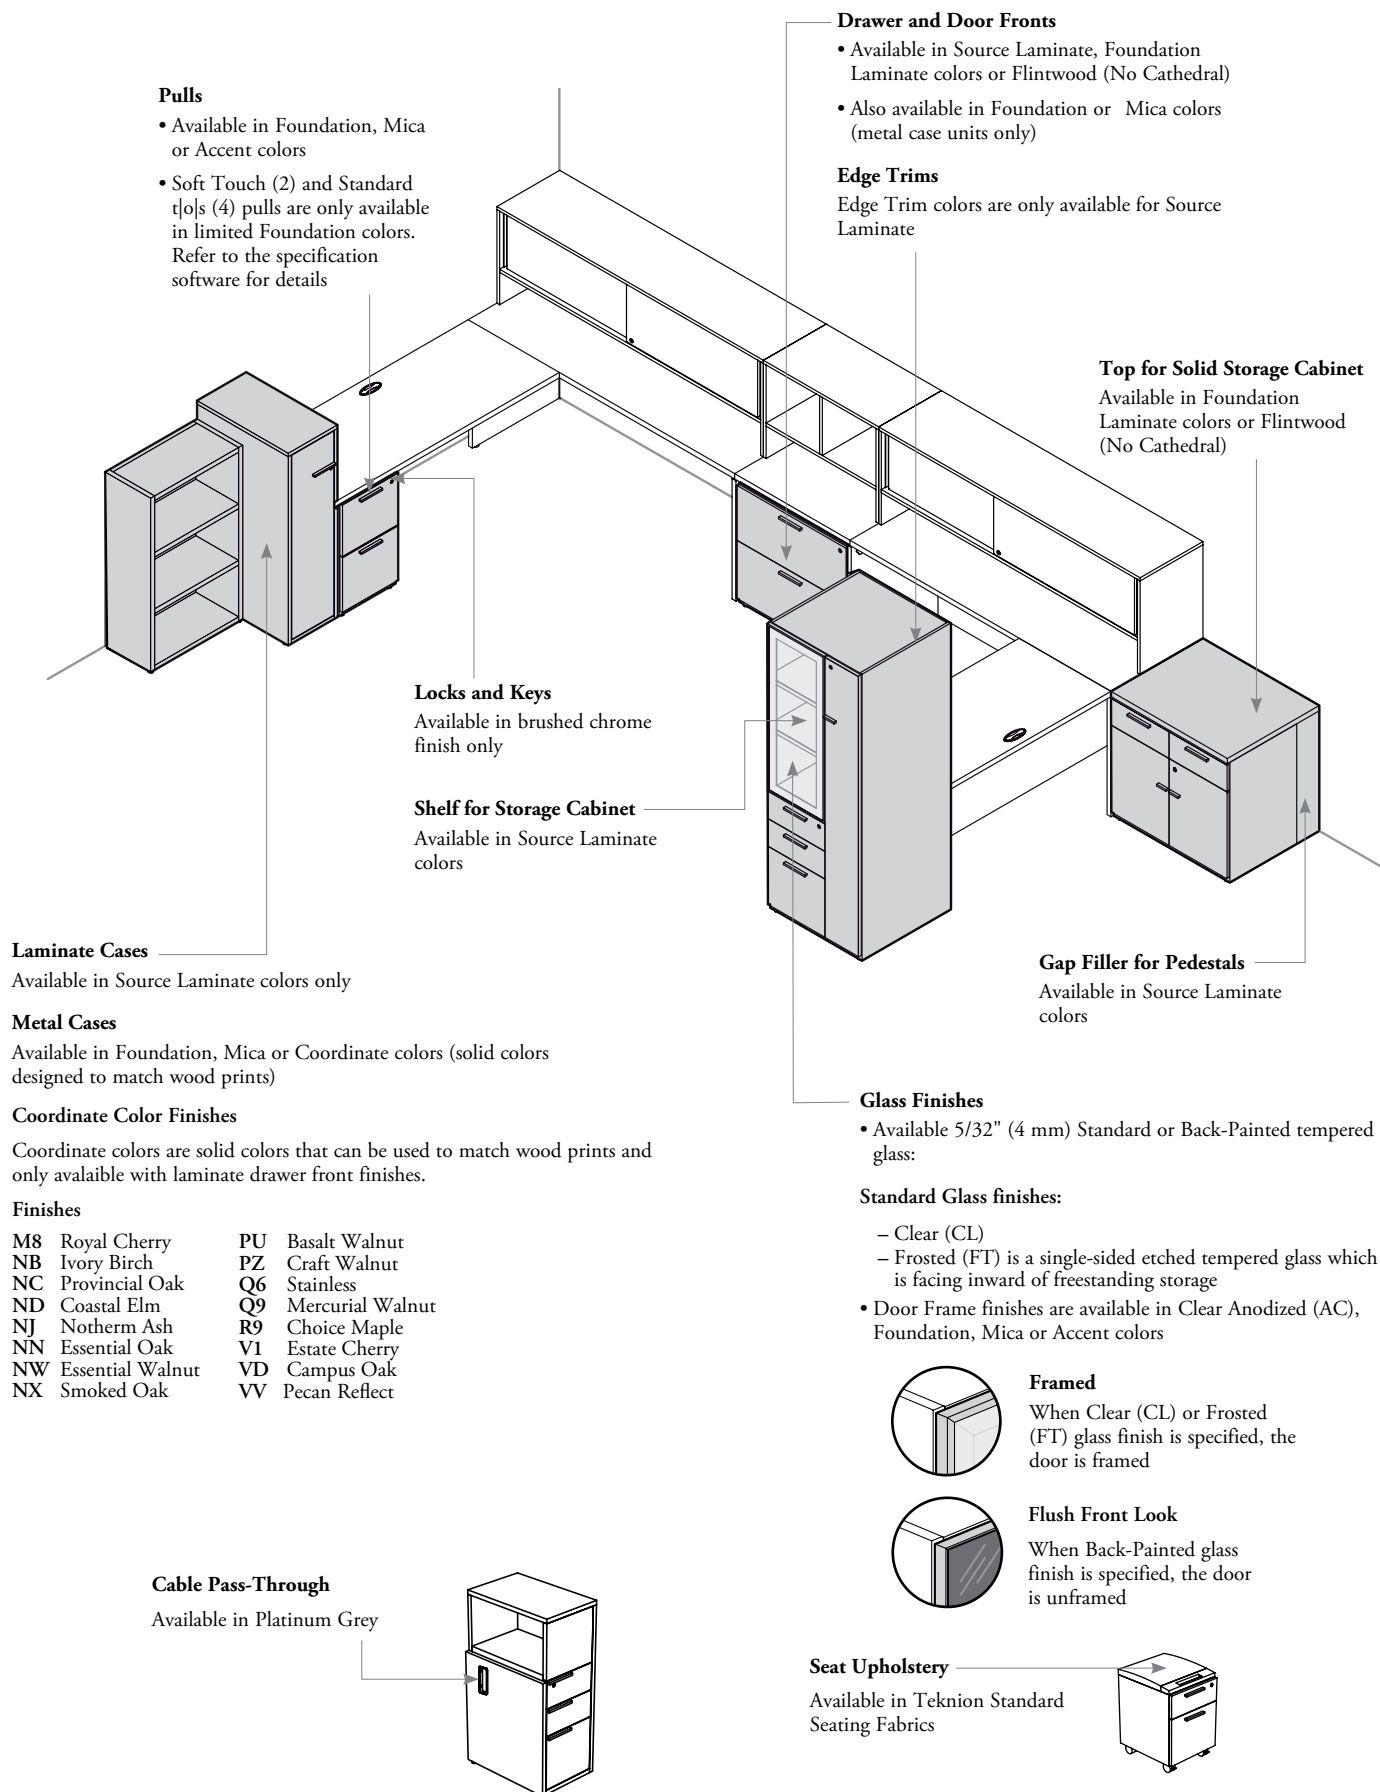 Drawer and Door Fronts
• Available in Source Laminate, Foundation
Laminate colors or Flintwood (No Cathedral)
• Also available in Foundation or Mica colors
(metal case units only)
Pulls
• Available in Foundation, Mica
or Accent colors
• Soft Touch (2) and Standard
t|o|s (4) pulls are only available
in limited Foundation colors.
Refer to the specification
software for details
Edge Trims
Edge Trim colors are only available for Source
Laminate
Top for Solid Storage Cabinet
Available in Foundation
Laminate colors or Flintwood
(No Cathedral)
Locks and Keys
Available in brushed chrome
finish only
Shelf for Storage Cabinet
Available in Source Laminate
colors
Laminate Cases
Available in Source Laminate colors only
Gap Filler for Pedestals
Available in Source Laminate
colors
Metal Cases
Available in Foundation, Mica or Coordinate colors (solid colors
designed to match wood prints)
Coordinate Color Finishes
Coordinate colors are solid colors that can be used to match wood prints and
only avalaible with laminate drawer front finishes.
Finishes
M8 Royal Cherry
NB Ivory Birch
NC Provincial Oak
ND Coastal Elm
NJ Notherm Ash
NN Essential Oak
NW Essential Walnut
NX Smoked Oak
PU Basalt Walnut
PZ Craft Walnut
Q6 Stainless
Q9 Mercurial Walnut
R9 Choice Maple
V1 Estate Cherry
VD Campus Oak
VV Pecan Reflect
Glass Finishes
• Available 5/32" (4 mm) Standard or Back-Painted tempered
glass:
Standard Glass finishes:
– Clear (CL)
– Frosted (FT) is a single-sided etched tempered glass which
is facing inward of freestanding storage
• Door Frame finishes are available in Clear Anodized (AC),
Foundation, Mica or Accent colors
Framed
When Clear (CL) or Frosted
(FT) glass finish is specified, the
door is framed
Flush Front Look
When Back-Painted glass
finish is specified, the door
is unframed
Cable Pass-Through
Available in Platinum Grey
Seat Upholstery
Available in Teknion Standard
Seating Fabrics